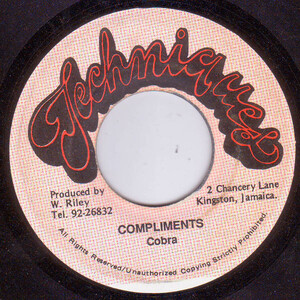 Techniques
Produced by
W. Riley
Tel. 92-26832
2 Chancery Lane
Kingston, Jamaica.
COMPLIMENTS
Cobra
All Rights Reserved/Unauthorized Copying Strictly Prohibited.